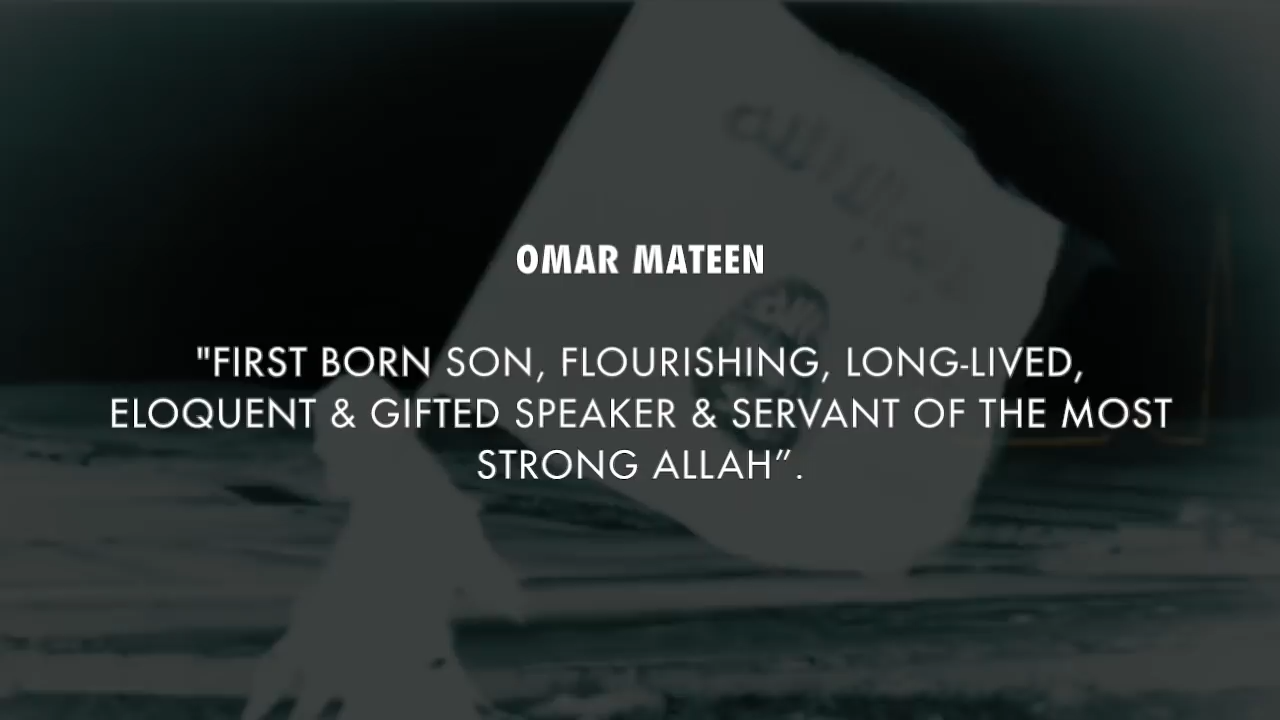 OMAR MATEEN
"FIRST BORN SON, FLOURISHING, LONG-LIVED,
ELOQUENT & GIFTED SPEAKER & SERVANT OF THE MOST
STRONG ALLAH”.